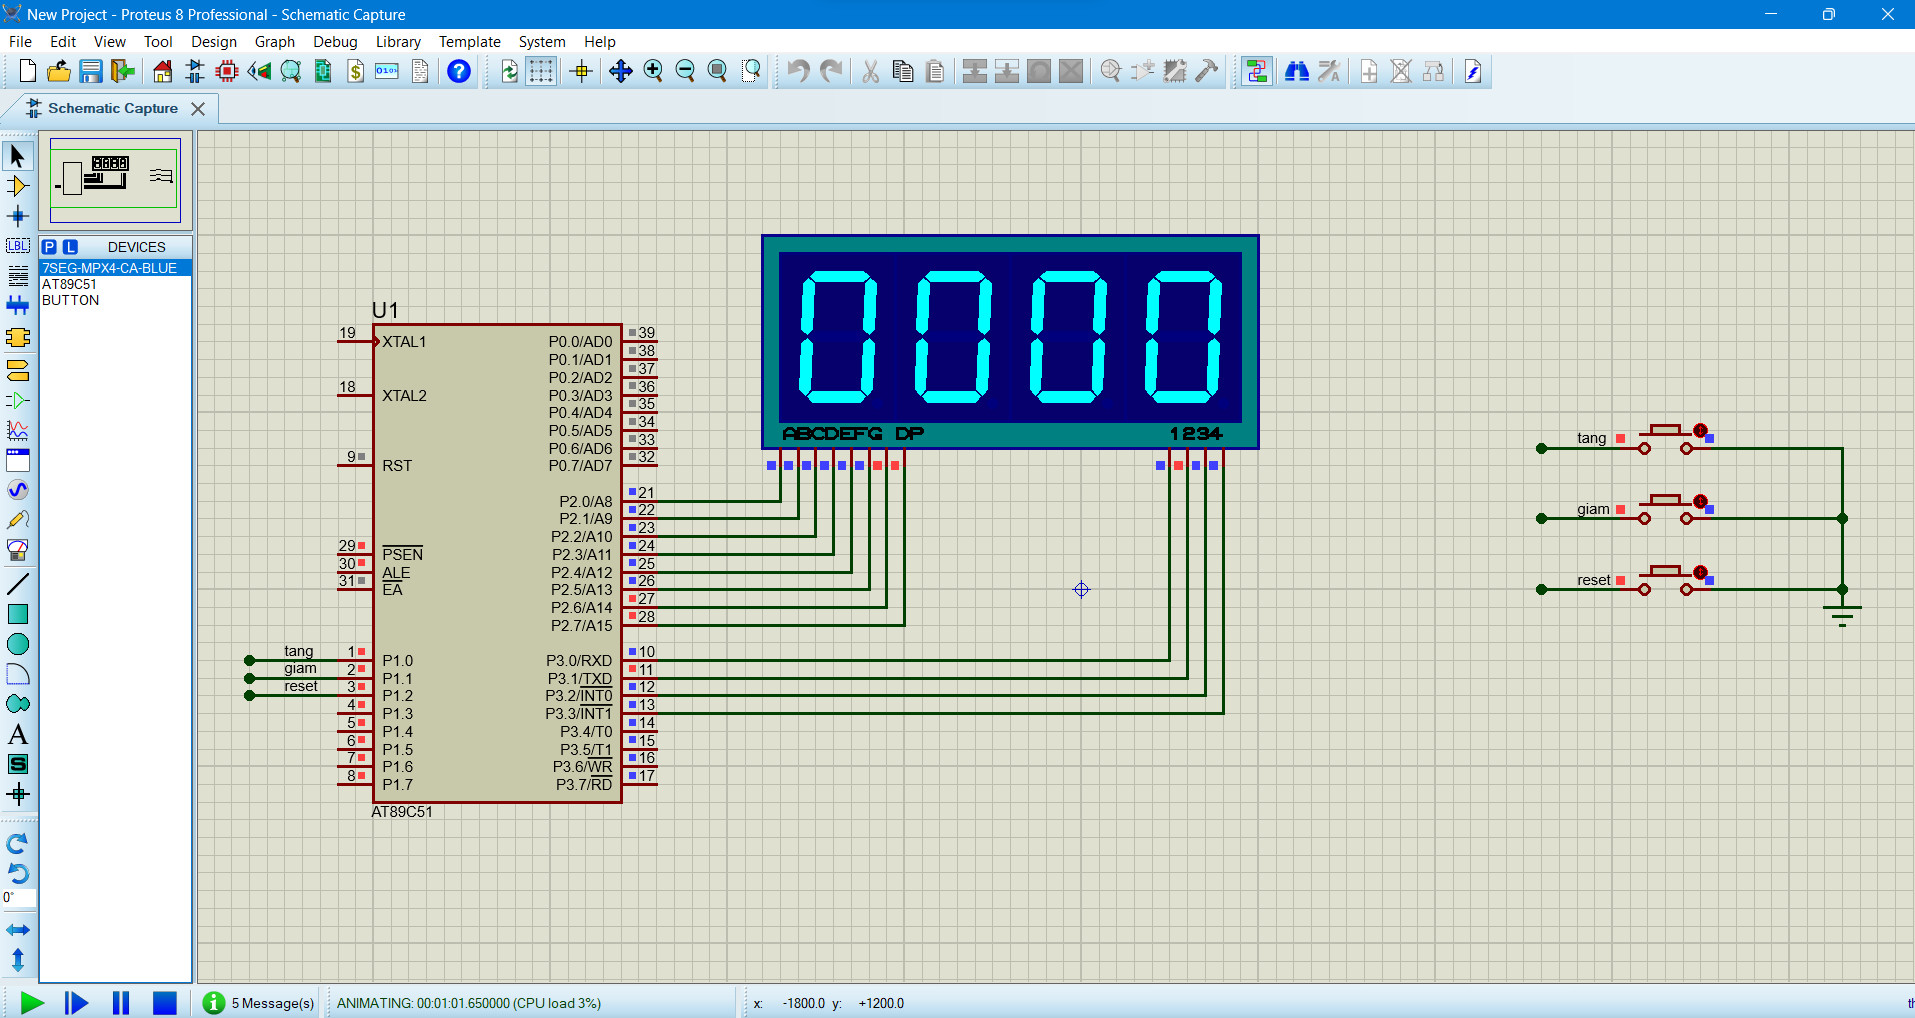 New Project - Proteus 8 Professional - Schematic Capture
File Edit View Tool Design Graph Debug Library Template System Help
Schematic Capture
P L DEVICES
7SEG-MPX4-CA-BLUE
AT89C51
BUTTON
LBL
A
S
0°
U1
19 XTAL1
18 XTAL2
9 RST
29 PSEN
30 ALE
31 EA
tang 1 P1.0
giam 2 P1.1
reset 3 P1.2
4 P1.3
5 P1.4
6 P1.5
7 P1.6
8 P1.7
P0.0/AD0 39
P0.1/AD1 38
P0.2/AD2 37
P0.3/AD3 36
P0.4/AD4 35
P0.5/AD5 34
P0.6/AD6 33
P0.7/AD7 32
P2.0/A8 21
P2.1/A9 22
P2.2/A10 23
P2.3/A11 24
P2.4/A12 25
P2.5/A13 26
P2.6/A14 27
P2.7/A15 28
P3.0/RXD 10
P3.1/TXD 11
P3.2/INT0 12
P3.3/INT1 13
P3.4/T0 14
P3.5/T1 15
P3.6/WR 16
P3.7/RD 17
AT89C51
0000
ABCDEFG DP 1234
tang
giam
reset
5 Message(s) ANIMATING: 00:01:01.650000 (CPU load 3%) x: -1800.0 y: +1200.0